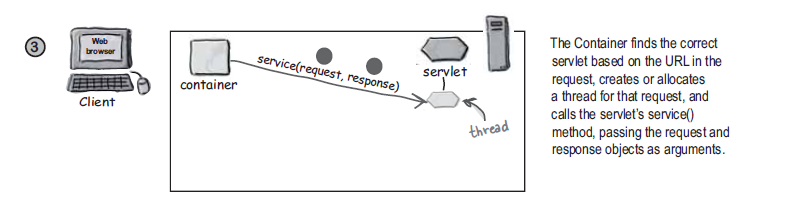 3
Web
browser
Client
container
service(request, response)
servlet
thread
The Container finds the correct
servlet based on the URL in the
request, creates or allocates
a thread for that request, and
calls the servlet's service()
method, passing the request and
response objects as arguments.